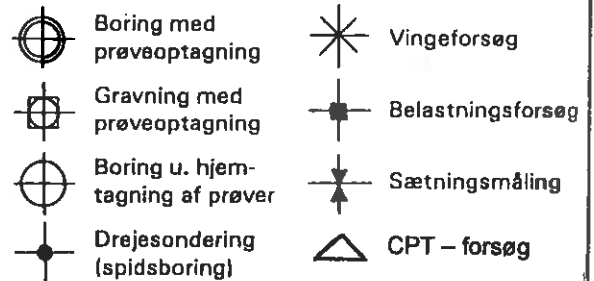 Boring med
prøveoptagning
Gravning med
prøveoptagning
Boring u. hjem-
tagning af prøver
Drejesondering
(spidsboring)
Vingeforsøg
Belastningsforsøg
Sætningsmåling
CPT – forsøg